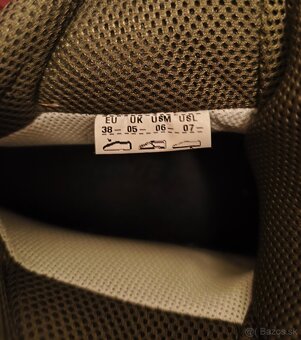 EU UK USM USL
38- 05- 06- 07-
Bazos.sk